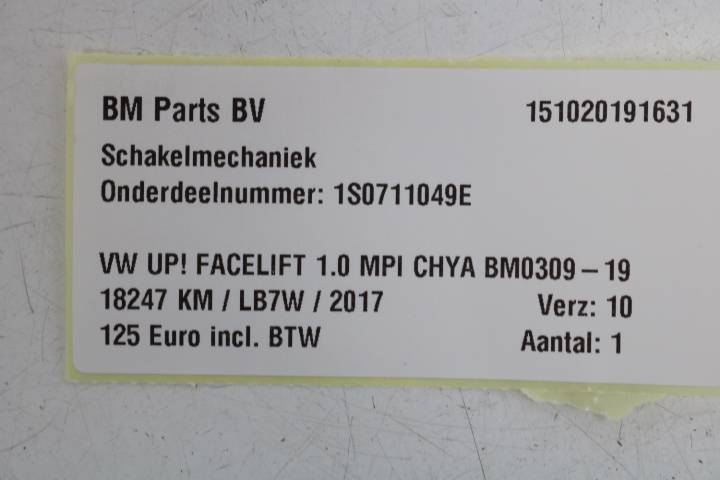 BM Parts BV 151020191631
Schakelmechaniek
Onderdeelnummer: 1S0711049E
VW UP! FACELIFT 1.0 MPI CHYA BM0309 – 19
18247 KM / LB7W / 2017 Verz: 10
125 Euro incl. BTW Aantal: 1